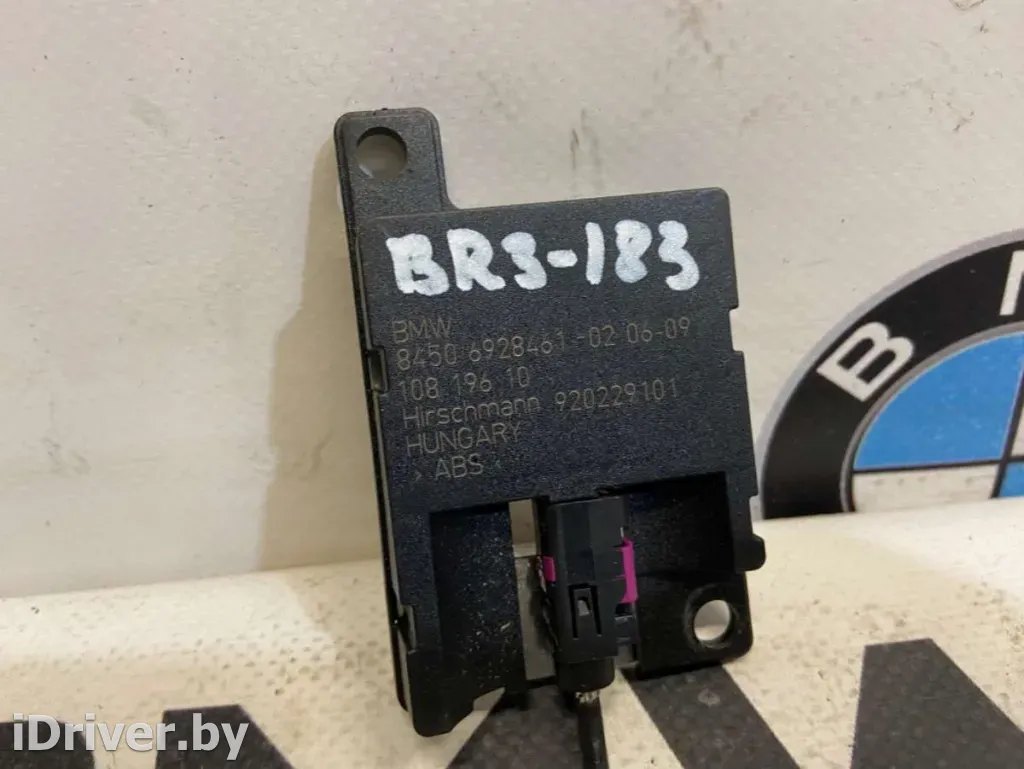 BR3-183
BMW
8450 6928461-02 06-09
108 196 10
Hirschmann 920229101
HUNGARY
> ABS <
iDriver.by